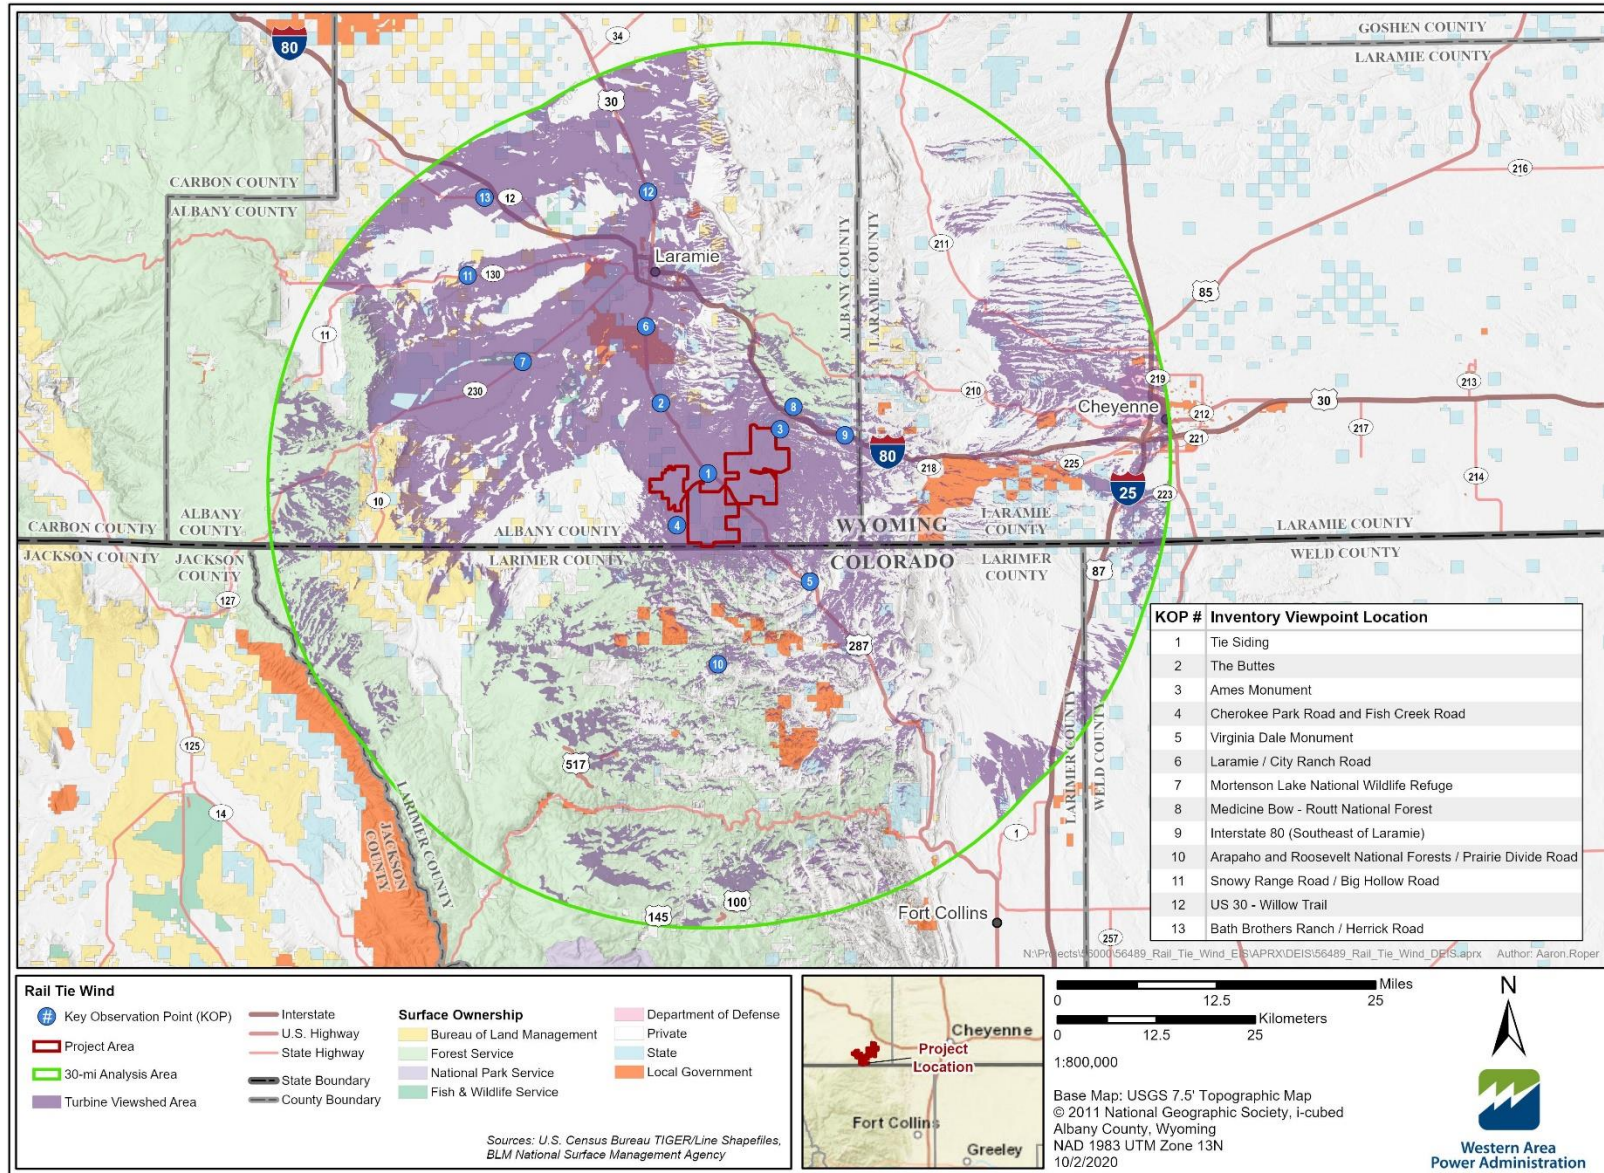 GOSHEN COUNTY
LARAMIE COUNTY
80
34
30
CARBON COUNTY
ALBANY COUNTY
216
13
12
12
211
ALBANY COUNTY
LARAMIE COUNTY
Laramie
11
130
85
11
6
7
230
210
219
213
2
8
Cheyenne
212
30
3
9
80
221
217
218
225
1
25
223
214
10
4
CARBON COUNTY
ALBANY COUNTY
ALBANY COUNTY
WYOMING
LARAMIE COUNTY
LARAMIE COUNTY
JACKSON COUNTY
JACKSON COUNTY
LARIMER COUNTY
COLORADO
LARIMER COUNTY
WELD COUNTY
127
5
87
287
10
LARIMER COUNTY
WELD COUNTY
125
517
14
LARIMER COUNTY
JACKSON COUNTY
1
100
145
Fort Collins
257
KOP # Inventory Viewpoint Location
1 Tie Siding
2 The Buttes
3 Ames Monument
4 Cherokee Park Road and Fish Creek Road
5 Virginia Dale Monument
6 Laramie / City Ranch Road
7 Mortenson Lake National Wildlife Refuge
8 Medicine Bow - Routt National Forest
9 Interstate 80 (Southeast of Laramie)
10 Arapaho and Roosevelt National Forests / Prairie Divide Road
11 Snowy Range Road / Big Hollow Road
12 US 30 - Willow Trail
13 Bath Brothers Ranch / Herrick Road
N:\Projects\56000\56489_Rail_Tie_Wind_EIS\APRX\DEIS\56489_Rail_Tie_Wind_DEIS.aprx Author: Aaron.Roper
Rail Tie Wind
# Key Observation Point (KOP)
Project Area
30-mi Analysis Area
Turbine Viewshed Area
Interstate
U.S. Highway
State Highway
State Boundary
County Boundary
Surface Ownership
Bureau of Land Management
Forest Service
National Park Service
Fish & Wildlife Service
Department of Defense
Private
State
Local Government
Sources: U.S. Census Bureau TIGER/Line Shapefiles,
BLM National Surface Management Agency
Cheyenne
Project
Location
Fort Collins
Greeley
Miles
0 12.5 25
Kilometers
0 12.5 25
1:800,000
Base Map: USGS 7.5' Topographic Map
© 2011 National Geographic Society, i-cubed
Albany County, Wyoming
NAD 1983 UTM Zone 13N
10/2/2020
N
Western Area
Power Administration